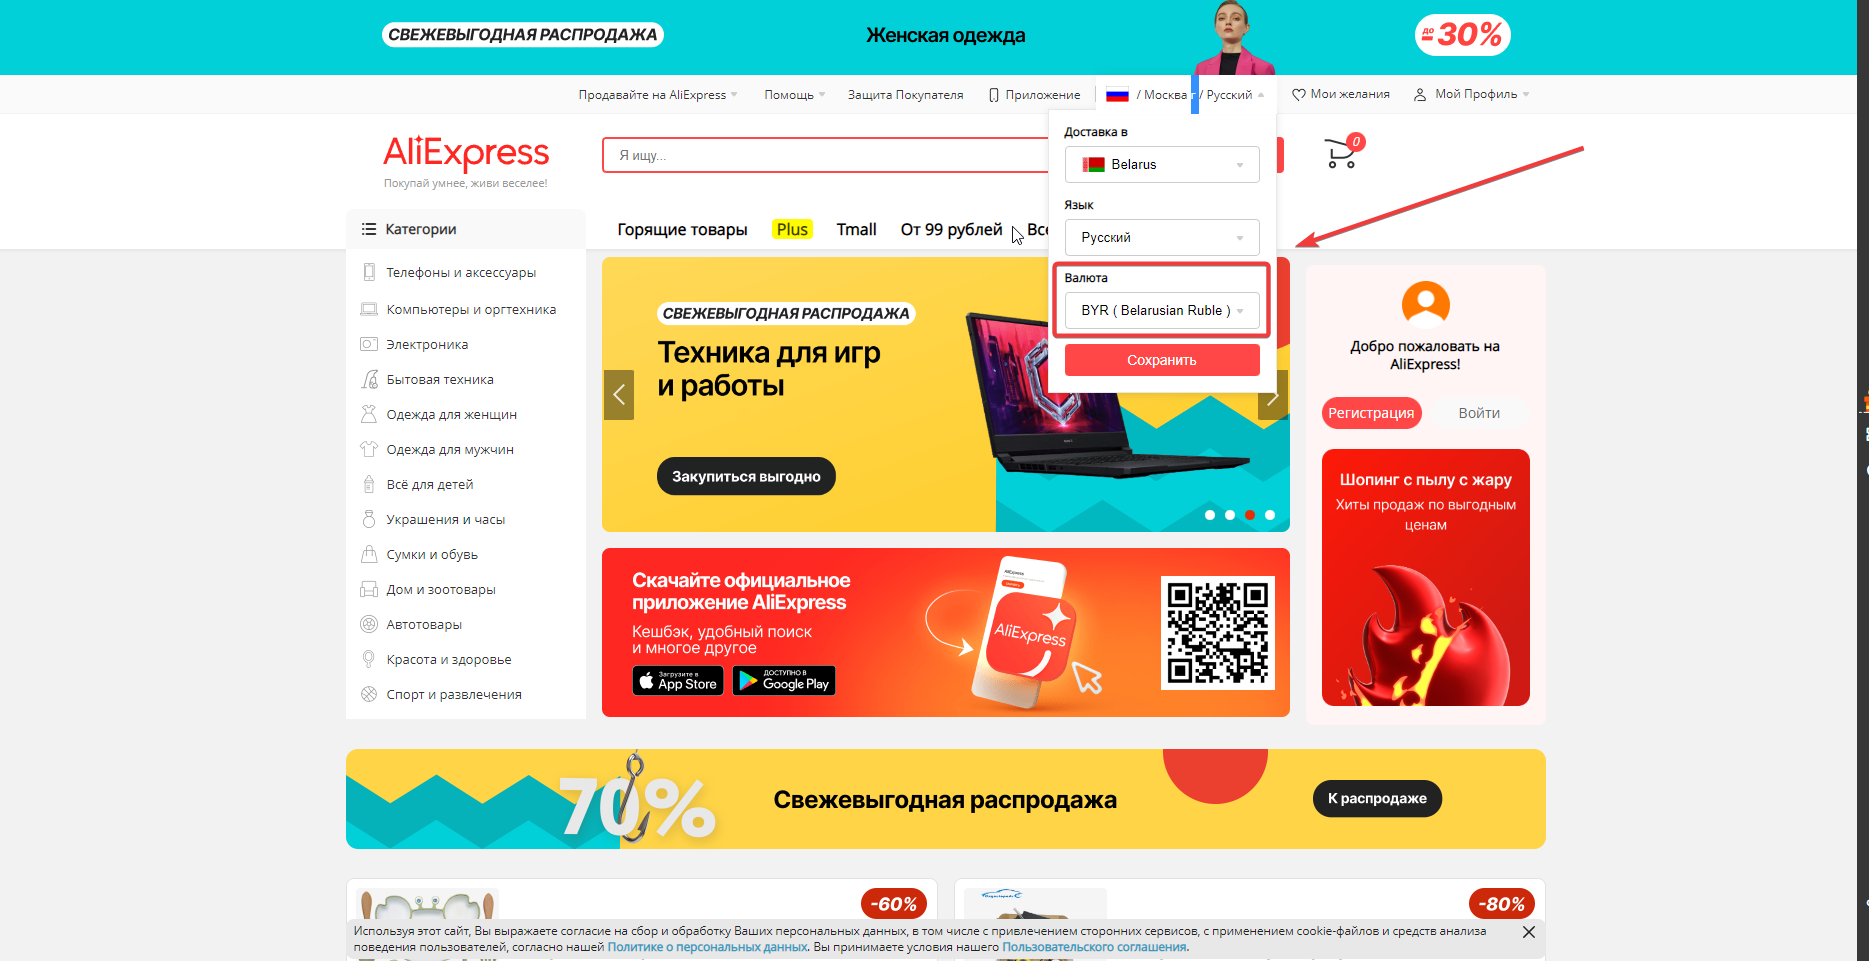 СВЕЖЕВЫГОДНАЯ РАСПРОДАЖА
Женская одежда
до -30%
Продавайте на AliExpress
Помощь
Защита Покупателя
Приложение
/ Москва г / Русский
Мои желания
Мой Профиль
AliExpress
Покупай умнее, живи веселее!
Я ищу...
0
Доставка в
Belarus
Язык
Русский
Валюта
BYR ( Belarusian Ruble )
Сохранить
Категории
Горящие товары
Plus
Tmall
От 99 рублей
Все
Телефоны и аксессуары
Компьютеры и оргтехника
Электроника
Бытовая техника
Одежда для женщин
Одежда для мужчин
Всё для детей
Украшения и часы
Сумки и обувь
Дом и зоотовары
Автотовары
Красота и здоровье
Спорт и развлечения
СВЕЖЕВЫГОДНАЯ РАСПРОДАЖА
Техника для игр
и работы
Закупиться выгодно
Добро пожаловать на
AliExpress!
Регистрация
Войти
Шопинг с пылу с жару
Хиты продаж по выгодным
ценам
Скачайте официальное
приложение AliExpress
Кешбэк, удобный поиск
и многое другое
Загрузите в
App Store
ДОСТУПНО В
Google Play
AliExpress
70%
Свежевыгодная распродажа
К распродаже
-60%
-80%
Используя этот сайт, Вы выражаете согласие на сбор и обработку Ваших персональных данных, в том числе с привлечением сторонних сервисов, с применением cookie-файлов и средств анализа
поведения пользователей, согласно нашей Политике о персональных данных. Вы принимаете условия нашего Пользовательского соглашения.